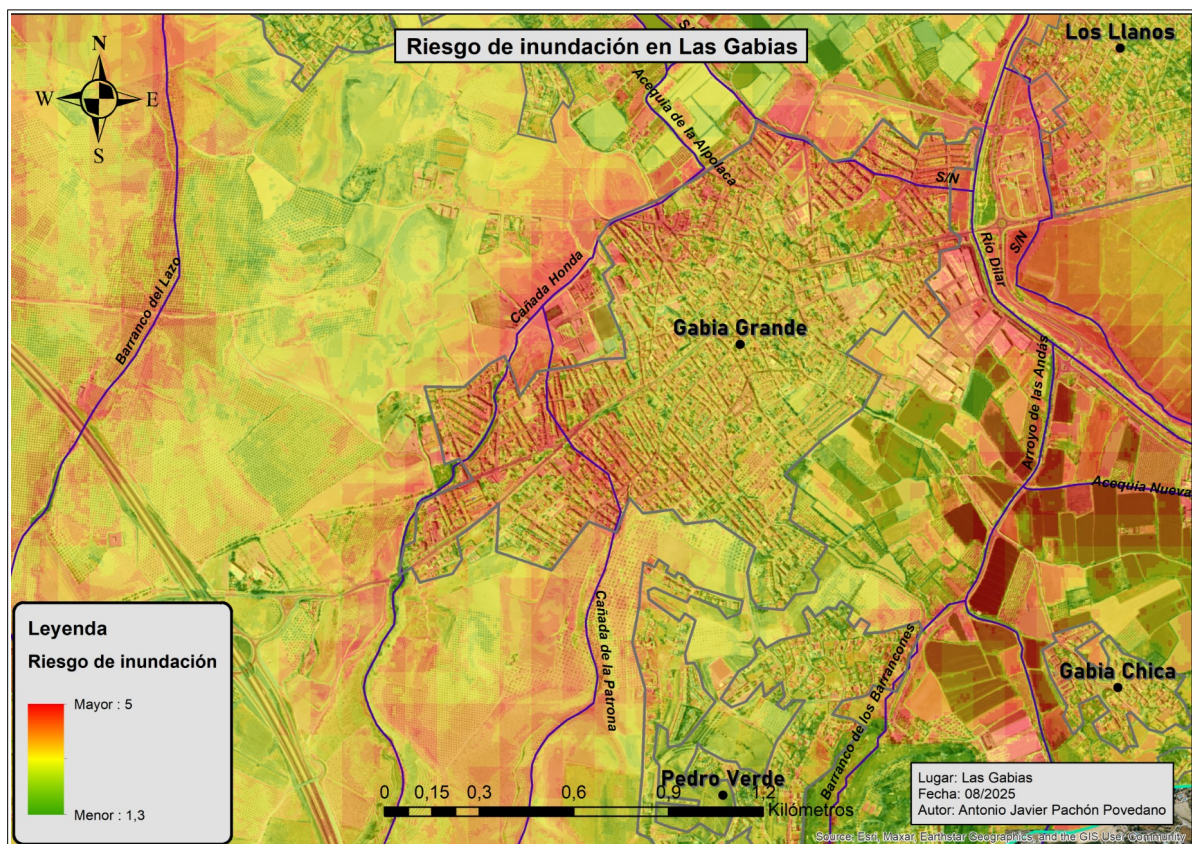 Riesgo de inundación en Las Gabias
Los Llanos
N
W
E
S
Acequia de la Alpolaca
S/N
S/N
Río Dílar
Barranco del Lazo
Cañada Honda
Gabia Grande
Arroyo de las Andas
Acequia Nueva
Cañada de la Patrona
Barranco de los Barrancones
Gabia Chica
Pedro Verde
Leyenda
Riesgo de inundación
Mayor : 5
Menor : 1,3
0 0,15 0,3 0,6 0,9 1,2
Kilómetros
Lugar: Las Gabias
Fecha: 08/2025
Autor: Antonio Javier Pachón Povedano
Source: Esri, Maxar, Earthstar Geographics, and the GIS User Community